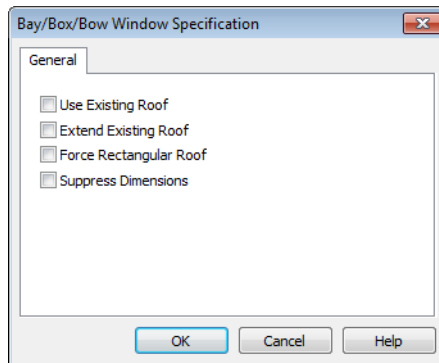 Bay/Box/Bow Window Specification
General
Use Existing Roof
Extend Existing Roof
Force Rectangular Roof
Suppress Dimensions
OK Cancel Help